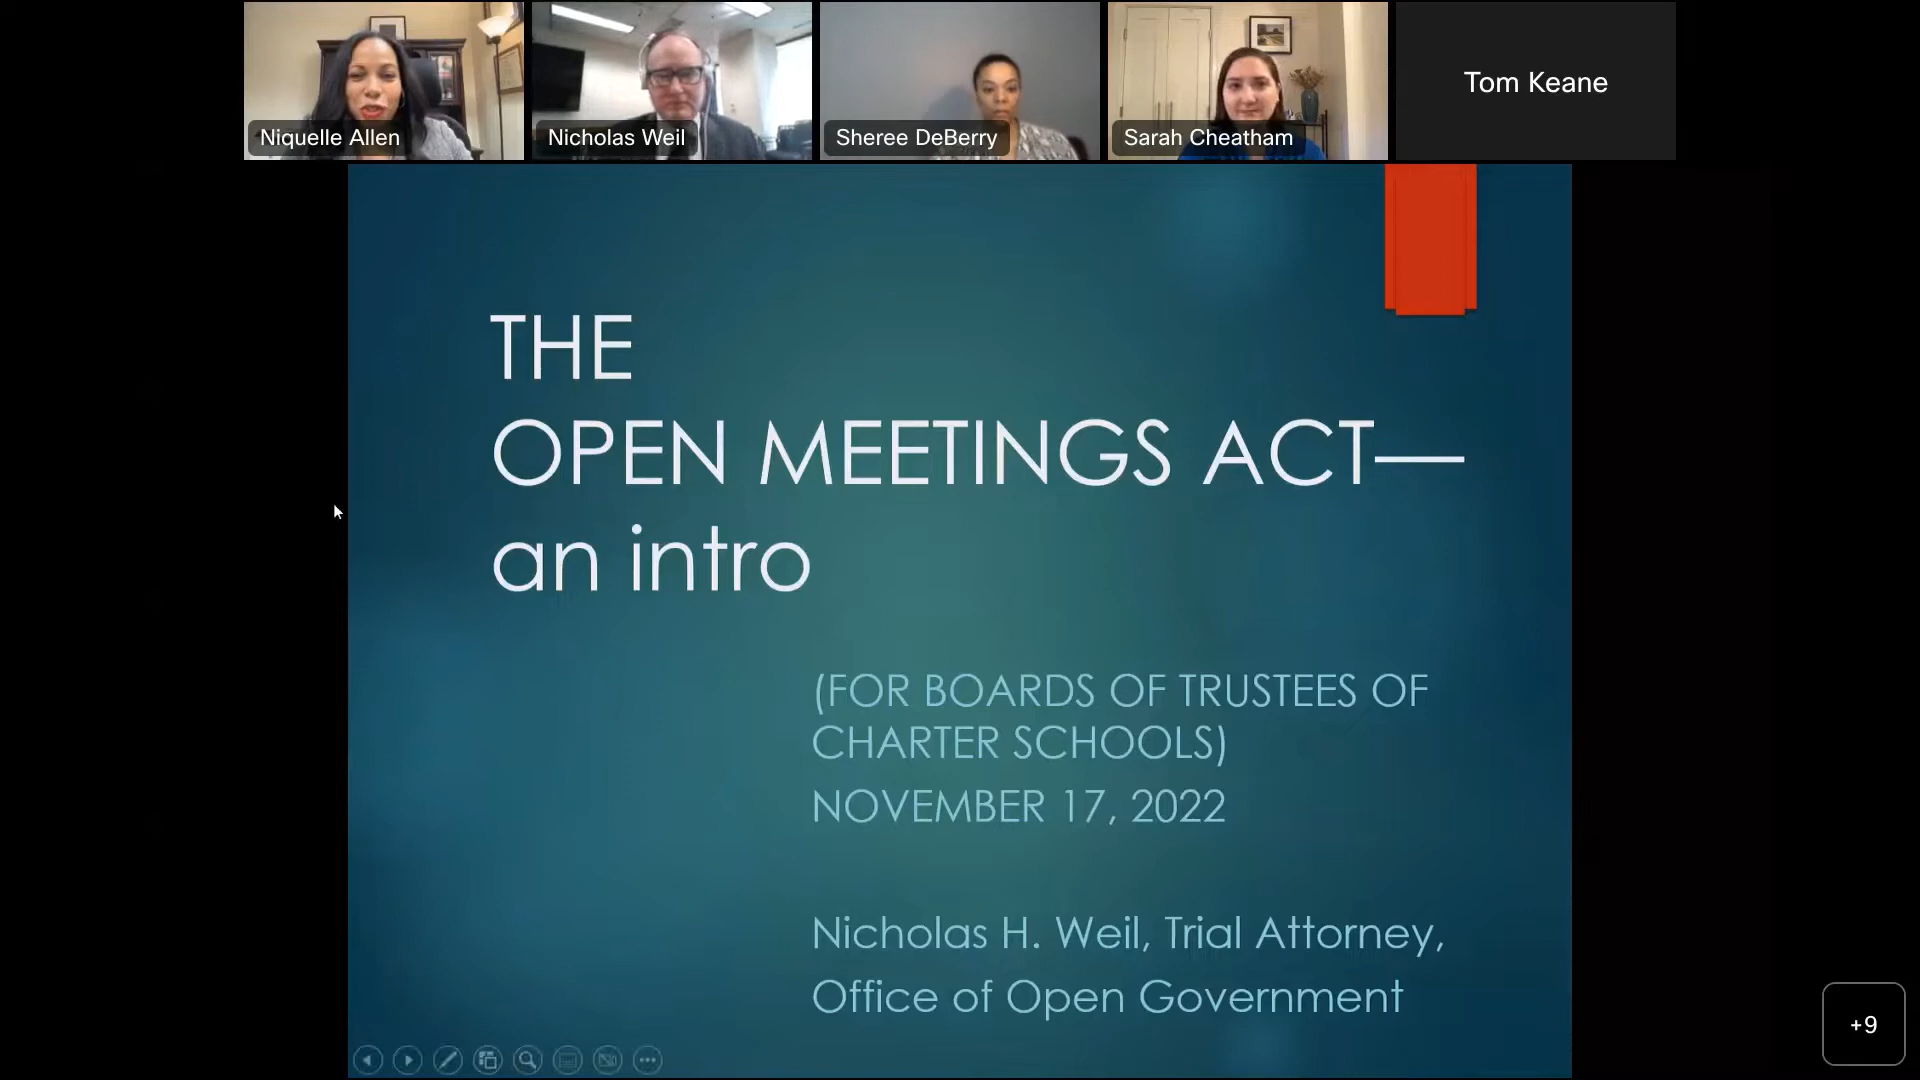 Niquelle Allen
Nicholas Weil
Sheree DeBerry
Sarah Cheatham
Tom Keane
THE
OPEN MEETINGS ACT—
an intro
(FOR BOARDS OF TRUSTEES OF
CHARTER SCHOOLS)
NOVEMBER 17, 2022
Nicholas H. Weil, Trial Attorney,
Office of Open Government
+9